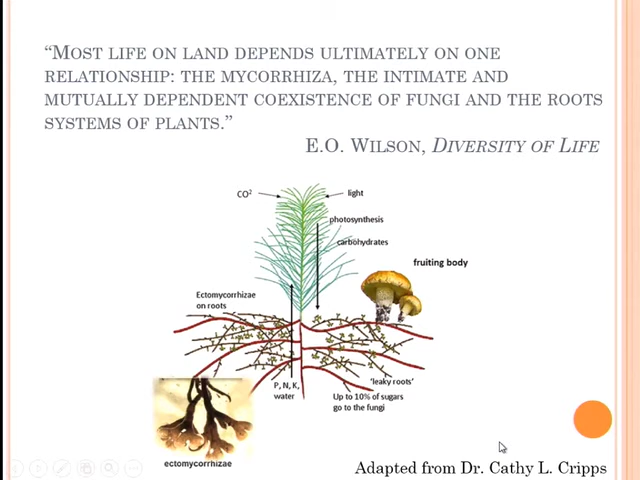 “Most life on land depends ultimately on one
relationship: the mycorrhiza, the intimate and
mutually dependent coexistence of fungi and the roots
systems of plants.”
E.O. Wilson, Diversity of Life
CO²
light
photosynthesis
carbohydrates
fruiting body
Ectomycorrhizae
on roots
P, N, K,
water
'leaky roots'
Up to 10% of sugars
go to the fungi
ectomycorrhizae
Adapted from Dr. Cathy L. Cripps